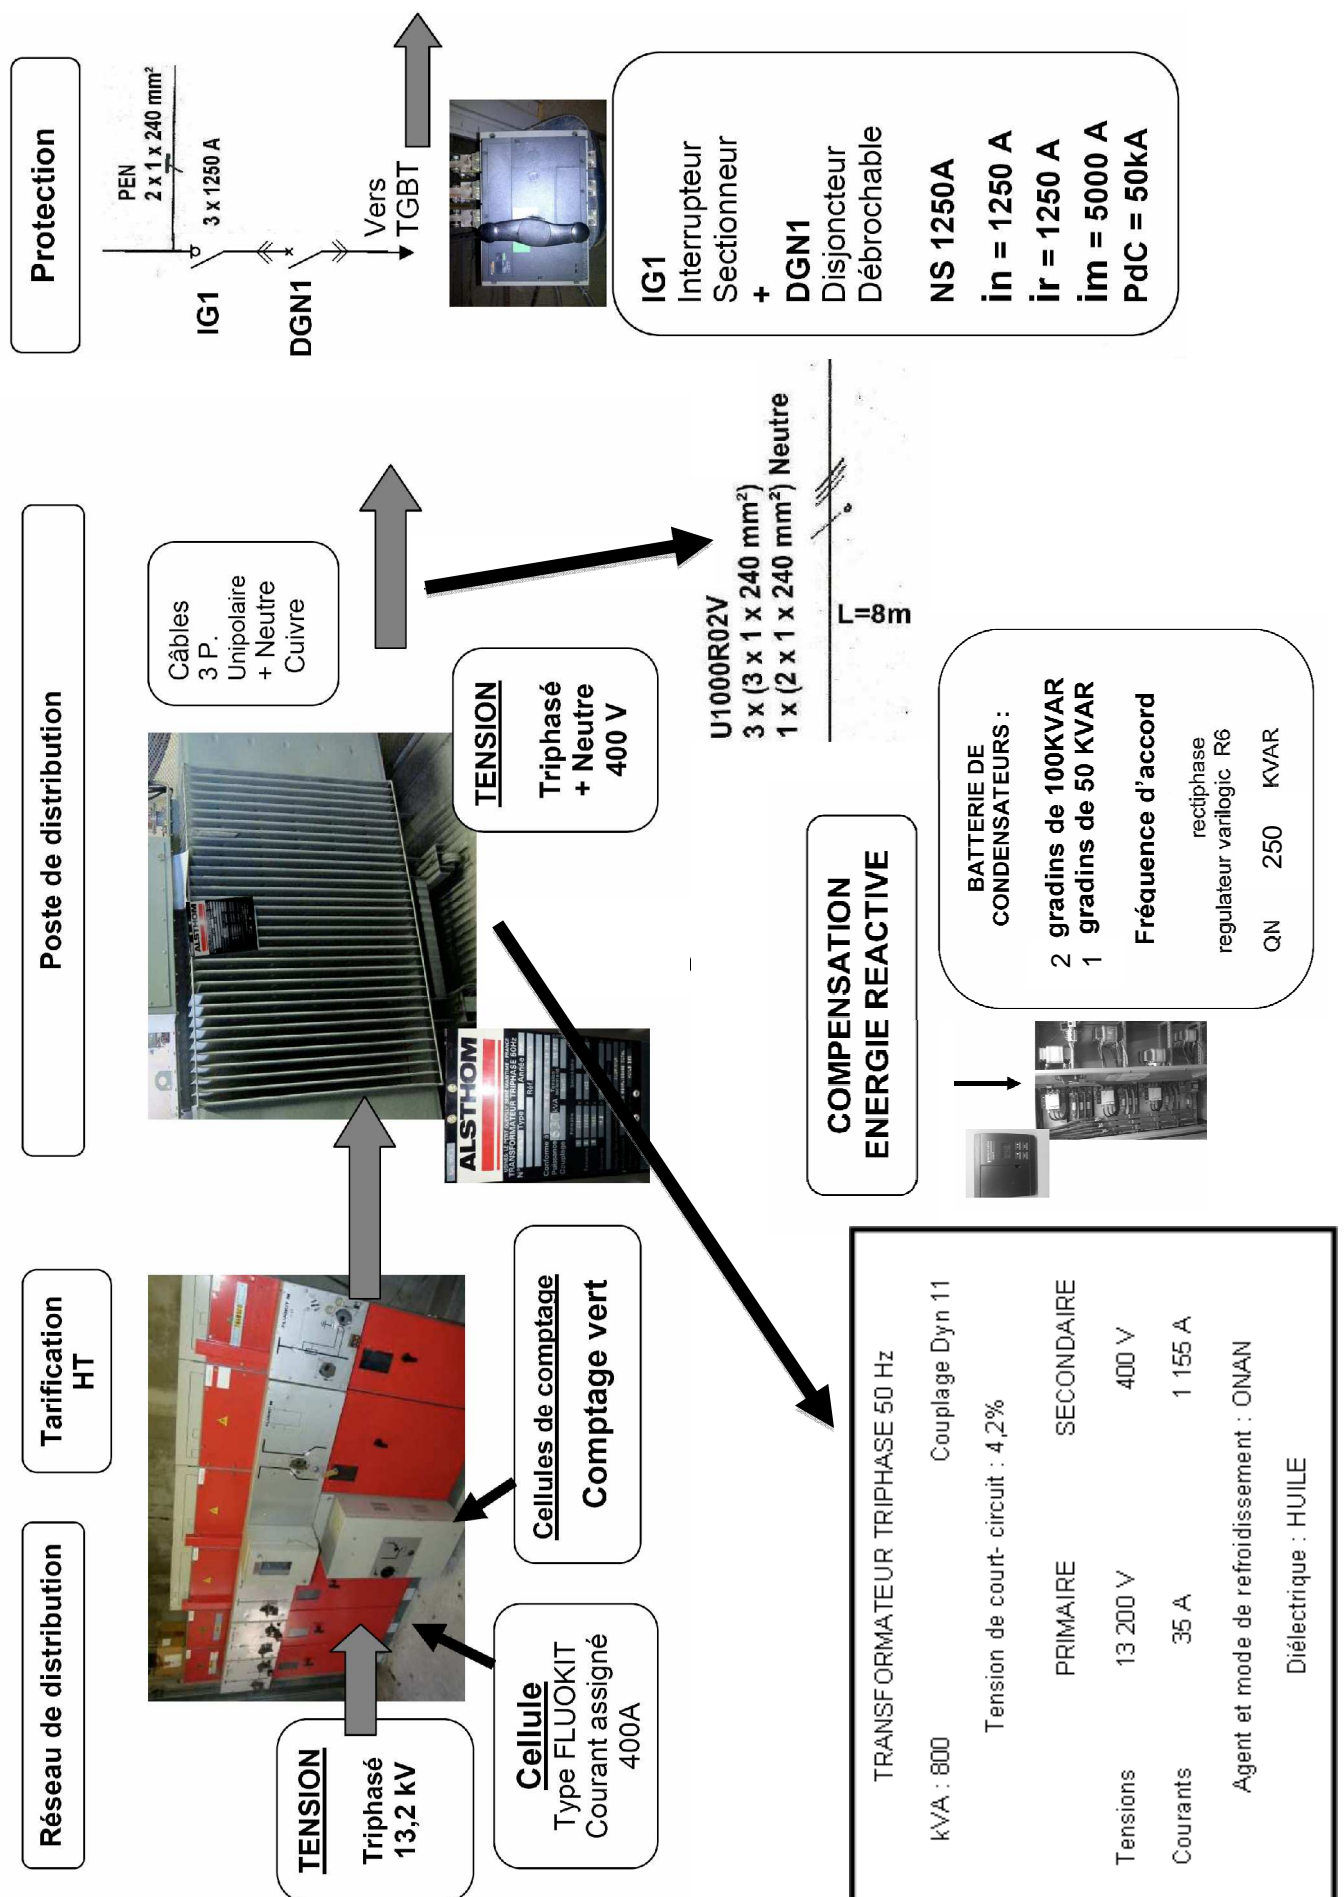 Réseau de distribution
Tarification
HT
Poste de distribution
Protection
TENSION
Triphasé
13,2 kV
Cellule
Type FLUOKIT
Courant assigné
400A
Cellules de comptage
Comptage vert
ALSTHOM
ALSTHOM
TRANSFORMATEUR TRIPHASE 50Hz
Câbles
3 P.
Unipolaire
+ Neutre
Cuivre
TENSION
Triphasé
+ Neutre
400 V
U1000R02V
3 x (3 x 1 x 240 mm²)
1 x (2 x 1 x 240 mm²) Neutre
L=8m
PEN
2 x 1 x 240 mm²
3 x 1250 A
IG1
DGN1
Vers
TGBT
IG1
Interrupteur
Sectionneur
+
DGN1
Disjoncteur
Débrochable
NS 1250A
in = 1250 A
ir = 1250 A
im = 5000 A
PdC = 50kA
TRANSFORMATEUR TRIPHASE 50 Hz
kVA : 800 Couplage Dyn 11
Tension de court- circuit : 4,2%
PRIMAIRE SECONDAIRE
Tensions 13 200 V 400 V
Courants 35 A 1 155 A
Agent et mode de refroidissement : ONAN
Diélectrique : HUILE
COMPENSATION
ENERGIE REACTIVE
BATTERIE DE
CONDENSATEURS :
2 gradins de 100KVAR
1 gradins de 50 KVAR
Fréquence d'accord
rectiphase
regulateur varilogic R6
QN 250 KVAR